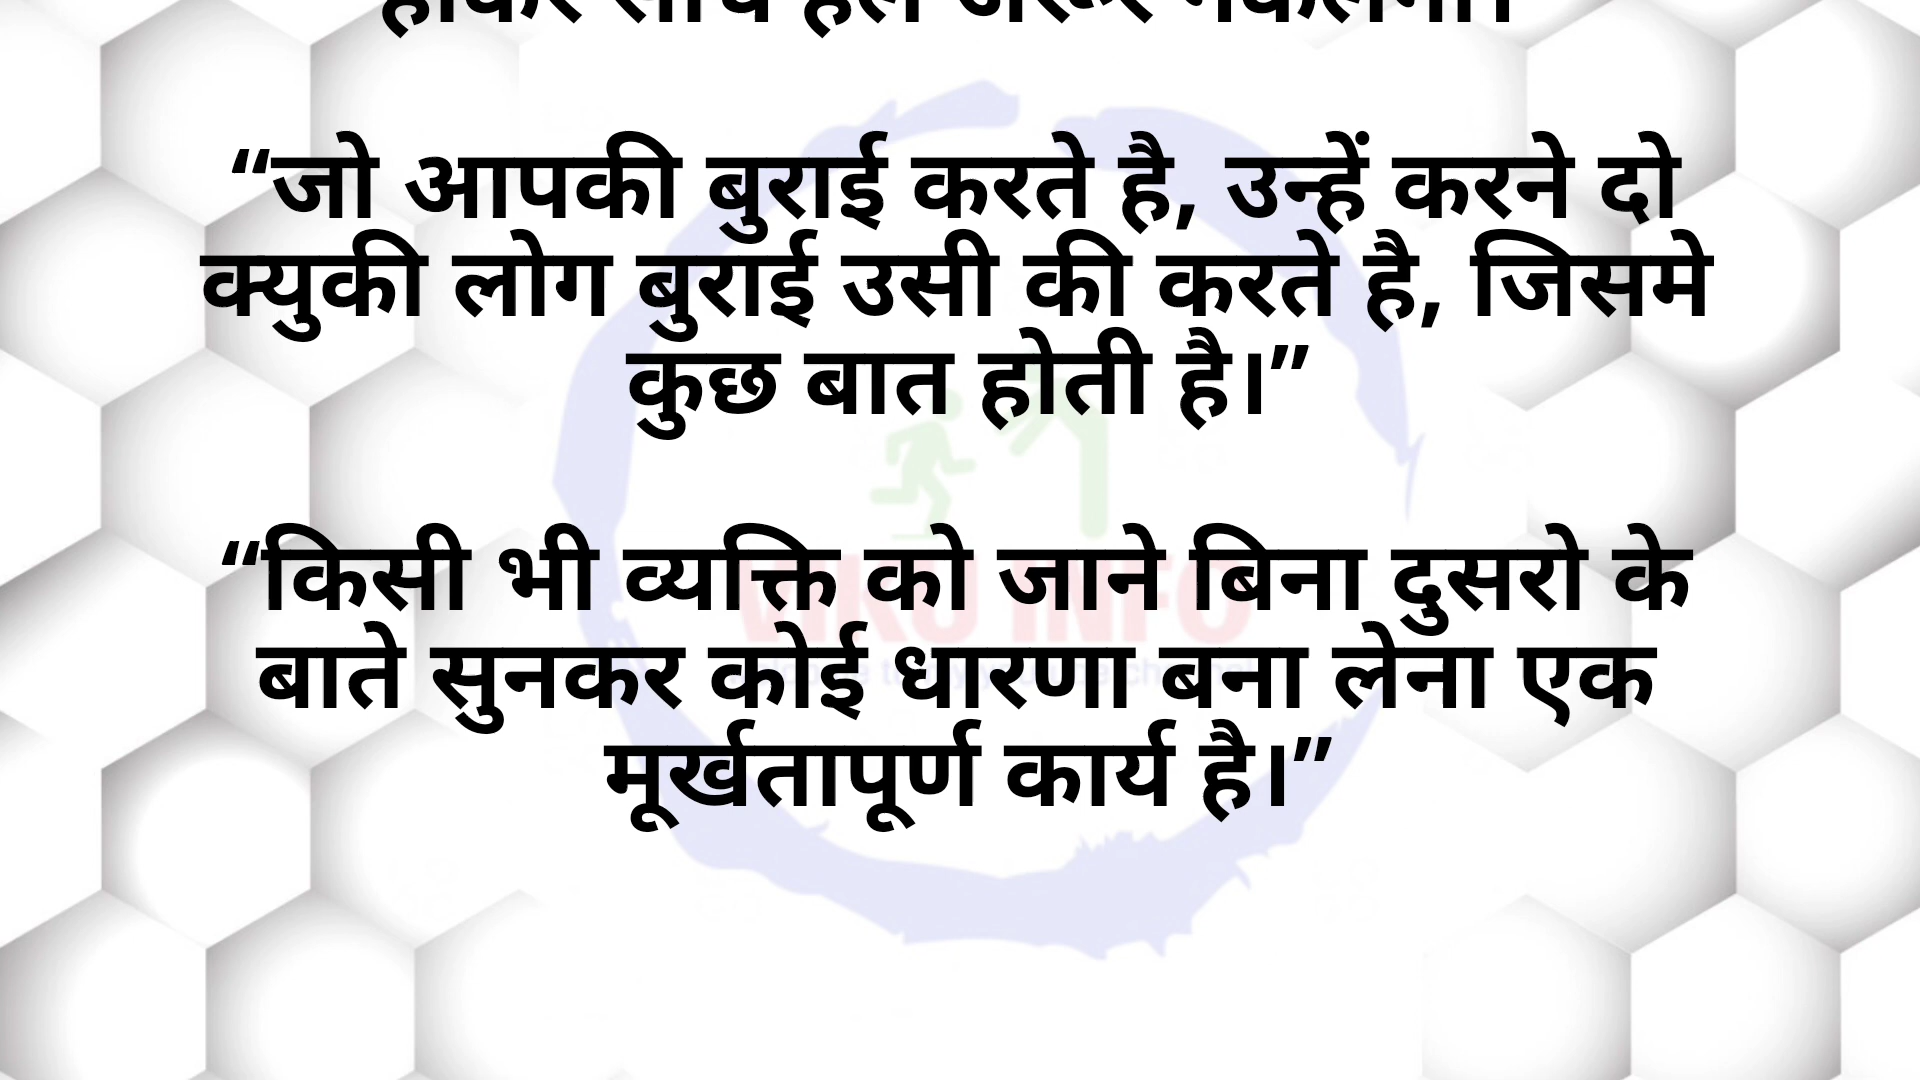 “जो आपकी बुराई करते है, उन्हें करने दो
क्युकी लोग बुराई उसी की करते है, जिसमे
कुछ बात होती है।”
“किसी भी व्यक्ति को जाने बिना दुसरो के
बाते सुनकर कोई धारणा बना लेना एक
मूर्खतापूर्ण कार्य है।”